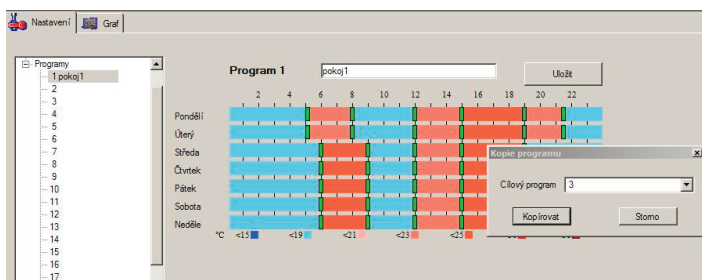 Nastavení Graf
Programy
1 pokoj1
2
3
4
5
6
7
8
9
10
11
12
13
14
15
16
17
Program 1 pokoj1 Uložit
2 4 6 8 10 12 14 16 18 20 22
Pondělí
Úterý
Středa
Čtvrtek
Pátek
Sobota
Neděle
°C <15 <19 <21 <23 <25
Kopie programu x
Cílový program 3
Kopírovat Storno